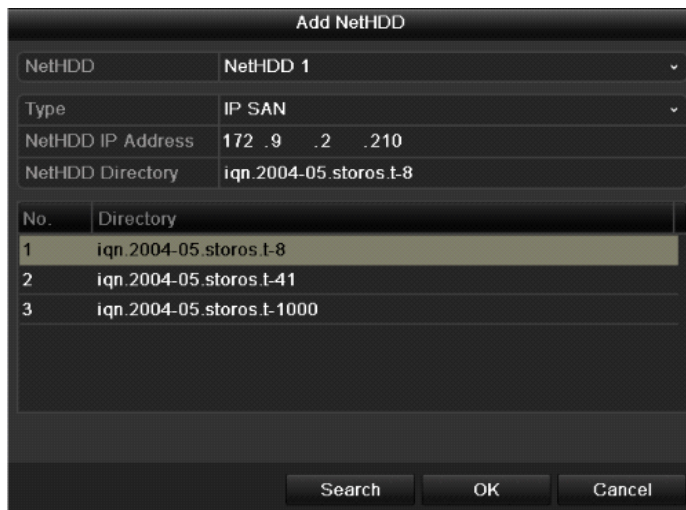 Add NetHDD
NetHDD NetHDD 1
Type IP SAN
NetHDD IP Address 172 .9 .2 .210
NetHDD Directory iqn.2004-05.storos.t-8
No. Directory
1 iqn.2004-05.storos.t-8
2 iqn.2004-05.storos.t-41
3 iqn.2004-05.storos.t-1000
Search OK Cancel